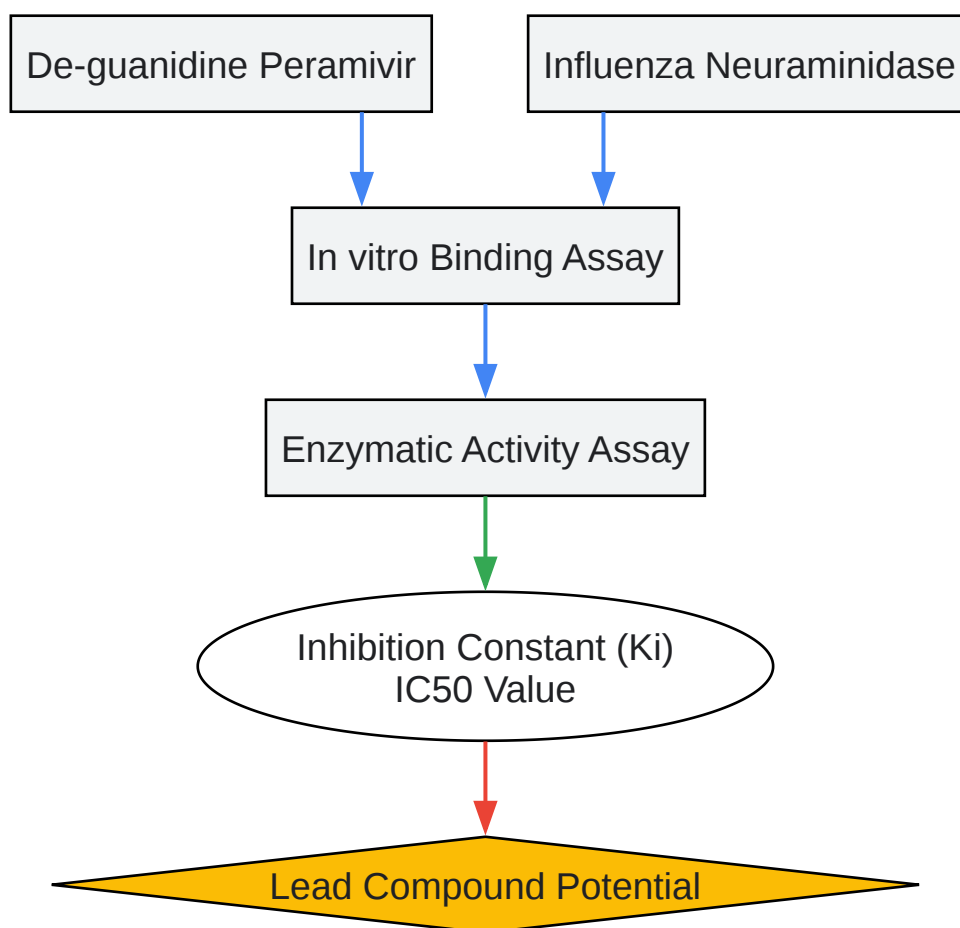 De-guanidine Peramivir
Influenza Neuraminidase
In vitro Binding Assay
Enzymatic Activity Assay
Inhibition Constant (Ki)
IC50 Value
Lead Compound Potential